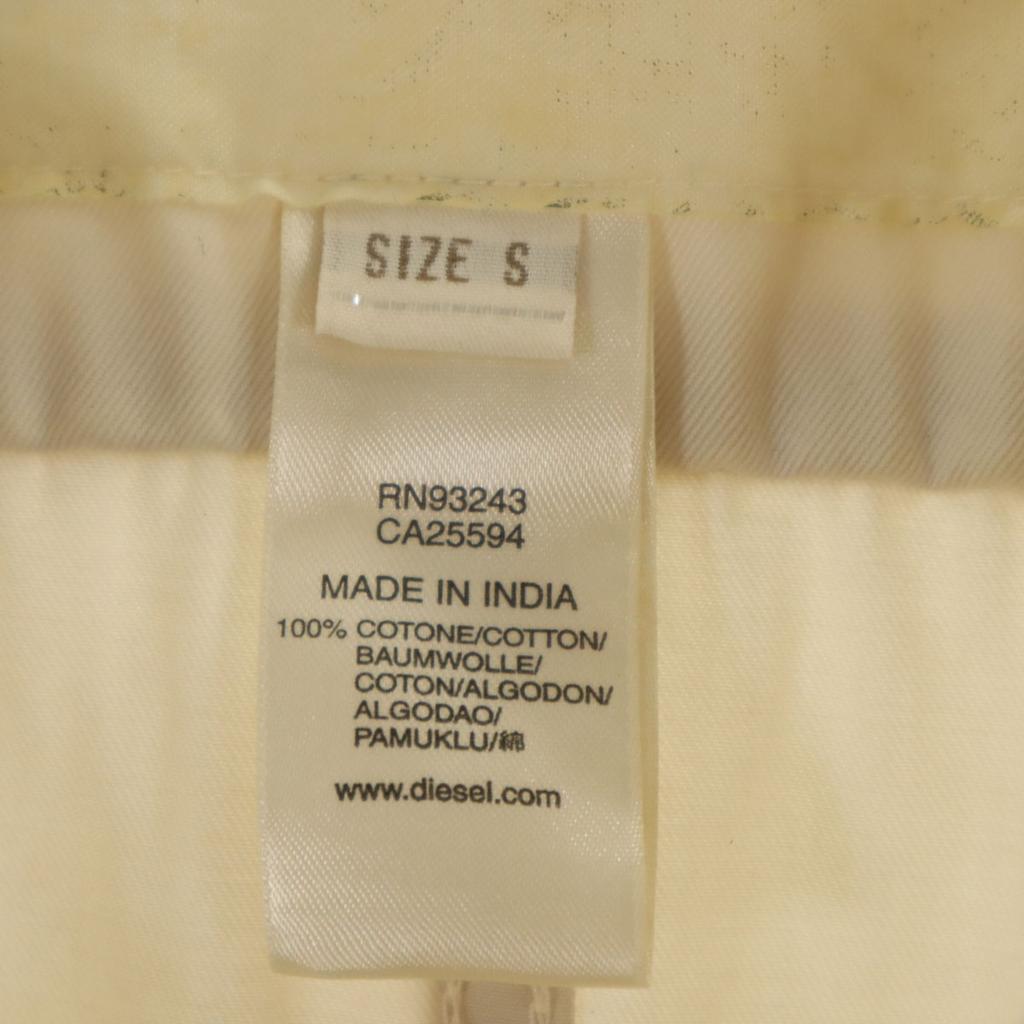 SIZE S
RN93243
CA25594
MADE IN INDIA
100% COTONE/COTTON/
BAUMWOLLE/
COTON/ALGODON/
ALGODAO/
PAMUKLU/綿
www.diesel.com